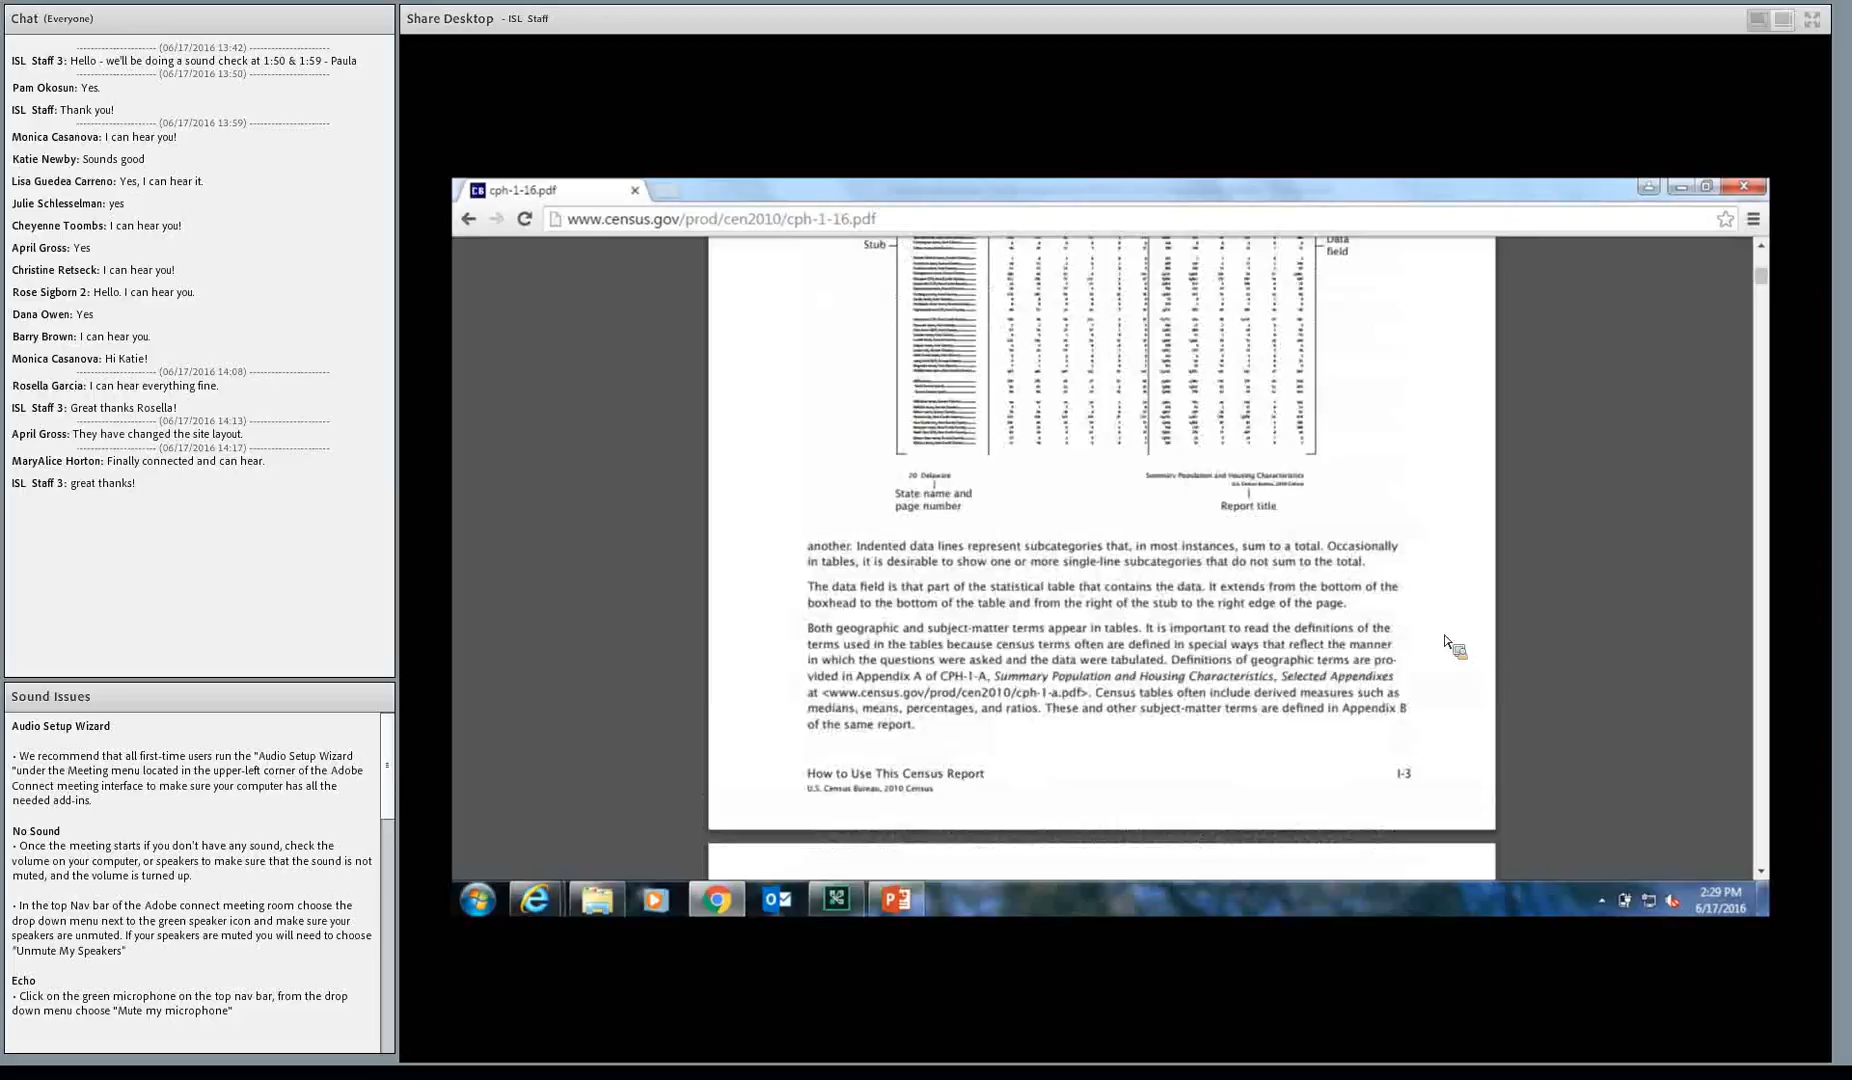 Chat (Everyone)
---------------------- (06/17/2016 13:42) ----------------------
ISL Staff 3: Hello - we'll be doing a sound check at 1:50 & 1:59 - Paula
---------------------- (06/17/2016 13:50) ----------------------
Pam Okosun: Yes.
ISL Staff: Thank you!
---------------------- (06/17/2016 13:59) ----------------------
Monica Casanova: I can hear you!
Katie Newby: Sounds good
Lisa Guedea Carreno: Yes, I can hear it.
Julie Schlesselman: yes
Cheyenne Toombs: I can hear you!
April Gross: Yes
Christine Retseck: I can hear you!
Rose Sigborn 2: Hello. I can hear you.
Dana Owen: Yes
Barry Brown: I can hear you.
Monica Casanova: Hi Katie!
---------------------- (06/17/2016 14:08) ----------------------
Rosella Garcia: I can hear everything fine.
ISL Staff 3: Great thanks Rosella!
---------------------- (06/17/2016 14:13) ----------------------
April Gross: They have changed the site layout.
---------------------- (06/17/2016 14:17) ----------------------
MaryAlice Horton: Finally connected and can hear.
ISL Staff 3: great thanks!
Sound Issues
Audio Setup Wizard
• We recommend that all first-time users run the "Audio Setup Wizard
"under the Meeting menu located in the upper-left corner of the Adobe
Connect meeting interface to make sure your computer has all the
needed add-ins.
No Sound
• Once the meeting starts if you don't have any sound, check the
volume on your computer, or speakers to make sure that the sound is not
muted, and the volume is turned up.
• In the top Nav bar of the Adobe connect meeting room choose the
drop down menu next to the green speaker icon and make sure your
speakers are unmuted. If your speakers are muted you will need to choose
"Unmute My Speakers"
Echo
• Click on the green microphone on the top nav bar, from the drop
down menu choose "Mute my microphone"
Share Desktop - ISL Staff
cph-1-16.pdf
www.census.gov/prod/cen2010/cph-1-16.pdf
Stub
Data
field
20 Delaware
Summary Population and Housing Characteristics
U.S. Census Bureau, 2010 Census
State name and
page number
Report title
another. Indented data lines represent subcategories that, in most instances, sum to a total. Occasionally
in tables, it is desirable to show one or more single-line subcategories that do not sum to the total.
The data field is that part of the statistical table that contains the data. It extends from the bottom of the
boxhead to the bottom of the table and from the right of the stub to the right edge of the page.
Both geographic and subject-matter terms appear in tables. It is important to read the definitions of the
terms used in the tables because census terms often are defined in special ways that reflect the manner
in which the questions were asked and the data were tabulated. Definitions of geographic terms are pro-
vided in Appendix A of CPH-1-A, Summary Population and Housing Characteristics, Selected Appendixes
at <www.census.gov/prod/cen2010/cph-1-a.pdf>. Census tables often include derived measures such as
medians, means, percentages, and ratios. These and other subject-matter terms are defined in Appendix B
of the same report.
How to Use This Census Report
I-3
U.S. Census Bureau, 2010 Census
2:29 PM
6/17/2016